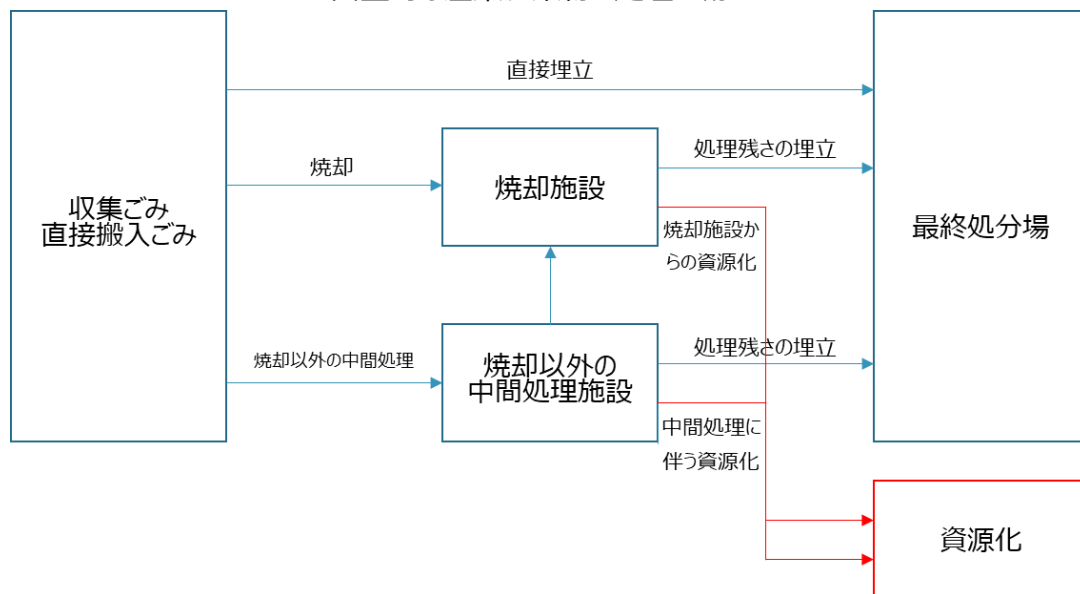 直接埋立
焼却
焼却施設
処理残さの埋立
収集ごみ
直接搬入ごみ
最終処分場
焼却施設か
らの資源化
焼却以外の中間処理
焼却以外の
中間処理施設
処理残さの埋立
中間処理に
伴う資源化
資源化